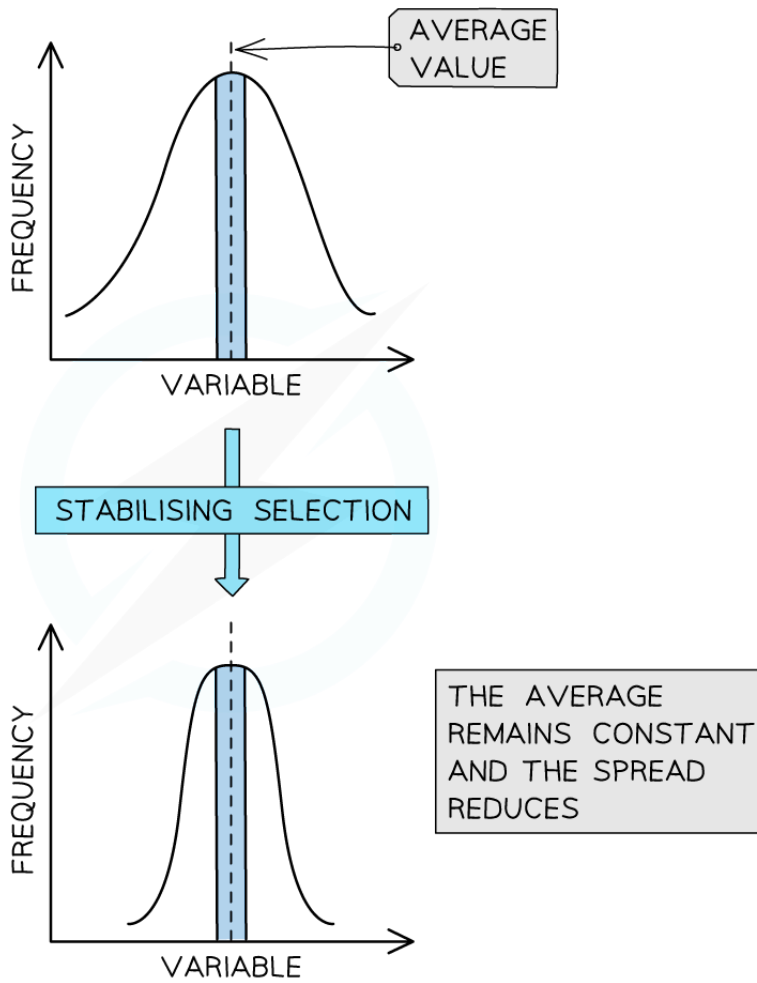 AVERAGE
VALUE
FREQUENCY
VARIABLE
STABILISING SELECTION
FREQUENCY
THE AVERAGE
REMAINS CONSTANT
AND THE SPREAD
REDUCES
VARIABLE